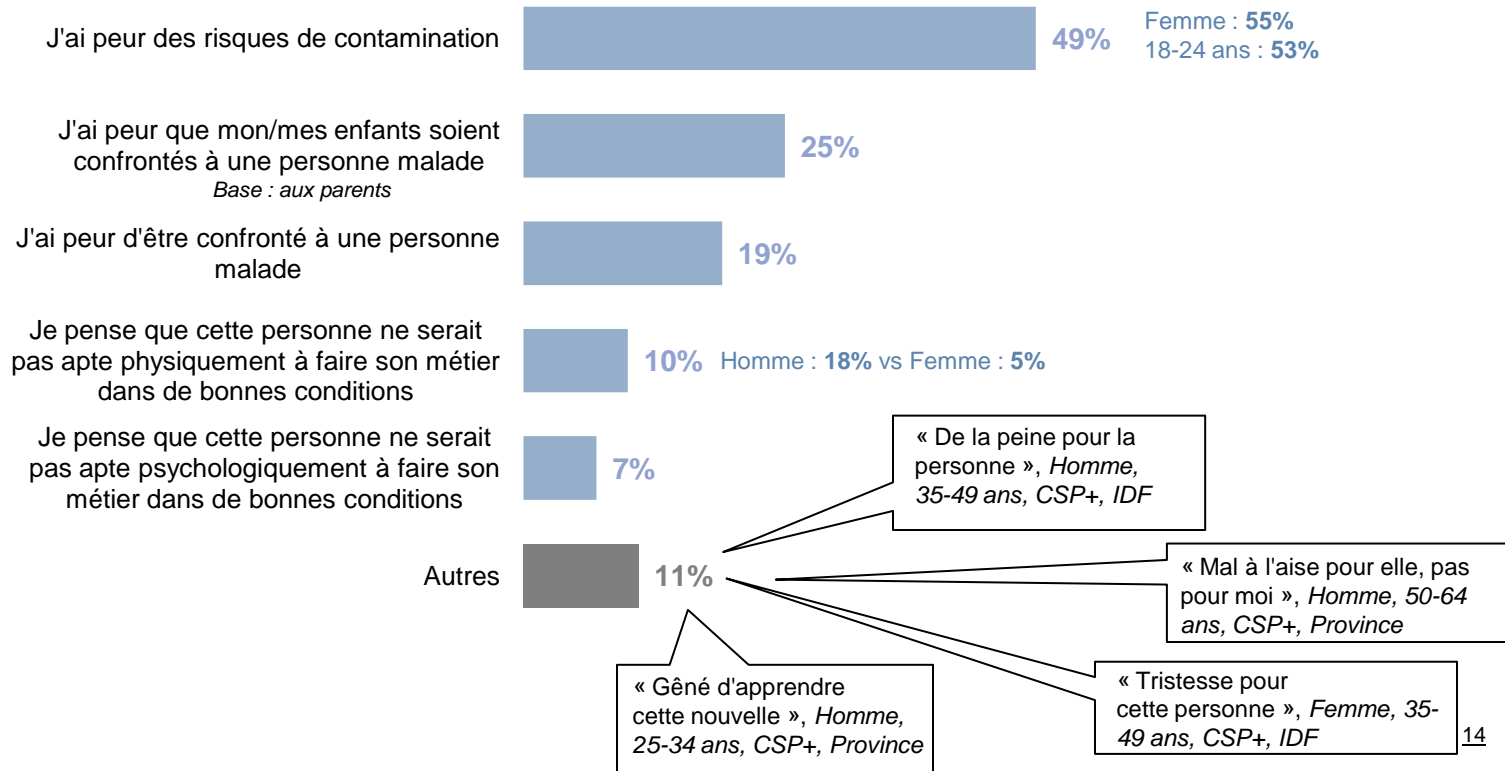 J'ai peur des risques de contamination
49%
Femme : 55%
18-24 ans : 53%
J'ai peur que mon/mes enfants soient
confrontés à une personne malade
Base : aux parents
25%
J'ai peur d'être confronté à une personne
malade
19%
Je pense que cette personne ne serait
pas apte physiquement à faire son métier
dans de bonnes conditions
10%
Homme : 18% vs Femme : 5%
Je pense que cette personne ne serait
pas apte psychologiquement à faire son
métier dans de bonnes conditions
7%
« De la peine pour la
personne », Homme,
35-49 ans, CSP+, IDF
Autres
11%
« Mal à l'aise pour elle, pas
pour moi », Homme, 50-64
ans, CSP+, Province
« Gêné d'apprendre
cette nouvelle », Homme,
25-34 ans, CSP+, Province
« Tristesse pour
cette personne », Femme, 35-
49 ans, CSP+, IDF
14